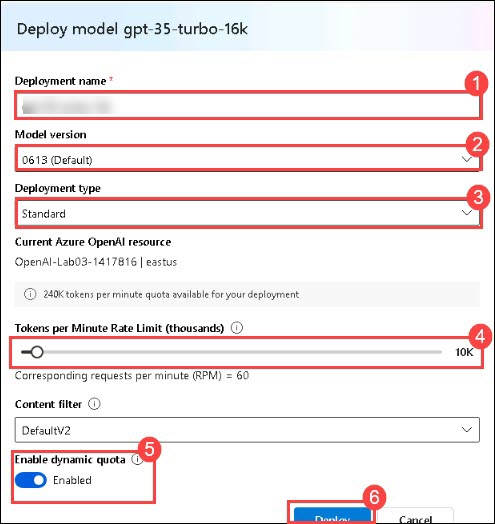 Deploy model gpt-35-turbo-16k
Deployment name *
1
Model version
2
0613 (Default)
Deployment type
3
Standard
Current Azure OpenAI resource
OpenAI-Lab03-1417816 | eastus
240K tokens per minute quota available for your deployment
Tokens per Minute Rate Limit (thousands)
4
10K
Corresponding requests per minute (RPM) = 60
Content filter
DefaultV2
5
Enable dynamic quota
Enabled
6
Deploy Cancel